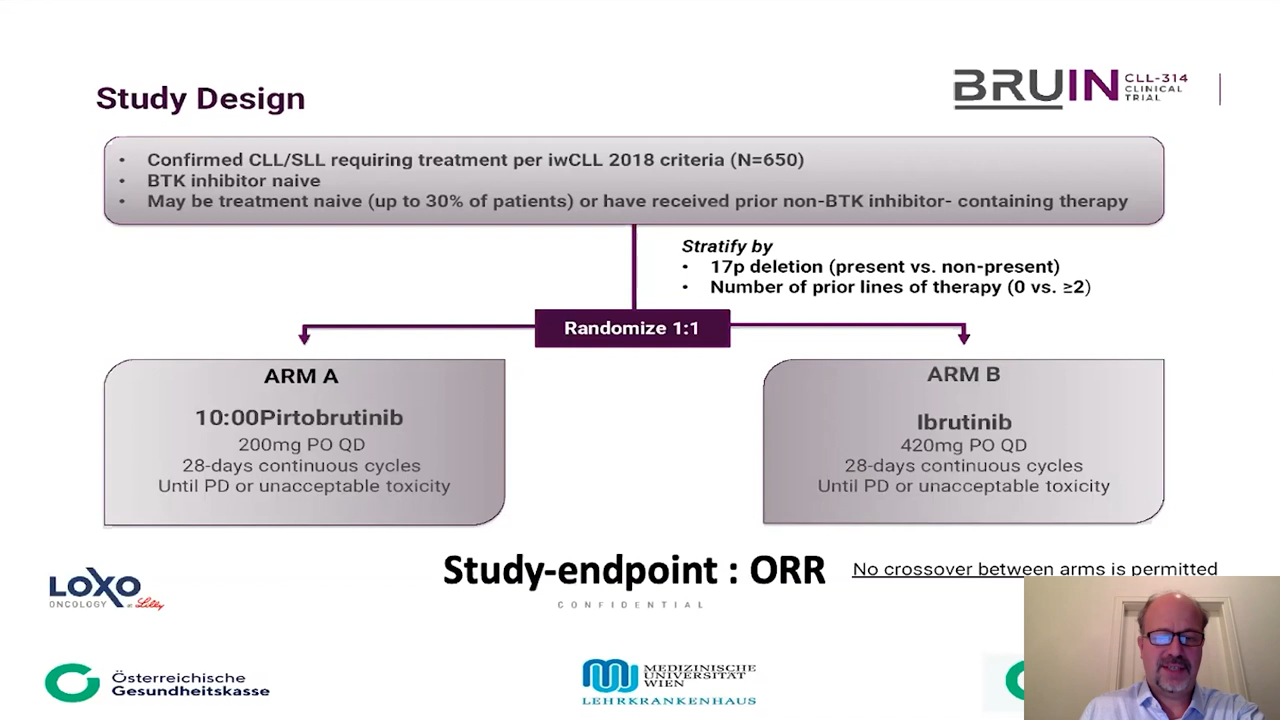 Study Design
BRUIN CLL-314
CLINICAL
TRIAL
• Confirmed CLL/SLL requiring treatment per iwCLL 2018 criteria (N=650)
• BTK inhibitor naive
• May be treatment naive (up to 30% of patients) or have received prior non-BTK inhibitor- containing therapy
Stratify by
• 17p deletion (present vs. non-present)
• Number of prior lines of therapy (0 vs. ≥2)
Randomize 1:1
ARM A
10:00Pirtobrutinib
200mg PO QD
28-days continuous cycles
Until PD or unacceptable toxicity
ARM B
Ibrutinib
420mg PO QD
28-days continuous cycles
Until PD or unacceptable toxicity
Study-endpoint : ORR
No crossover between arms is permitted
CONFIDENTIAL
LOXO
ONCOLOGY at Lilly
Österreichische
Gesundheitskasse
MEDIZINISCHE
UNIVERSITÄT
WIEN
LEHRKRANKENHAUS